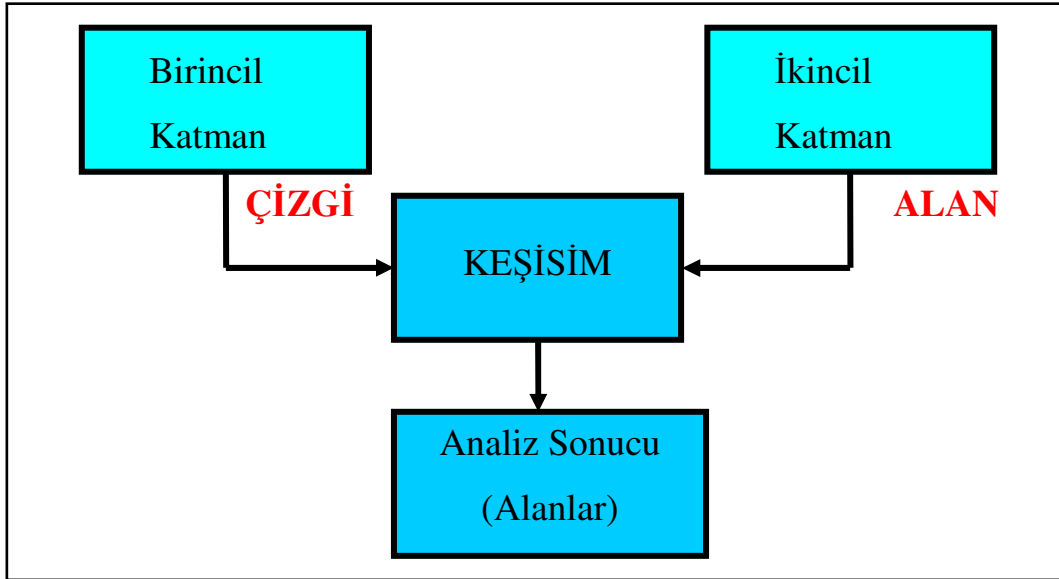 Birincil
Katman
İkincil
Katman
ÇİZGİ
ALAN
KEŞİSİM
Analiz Sonucu
(Alanlar)